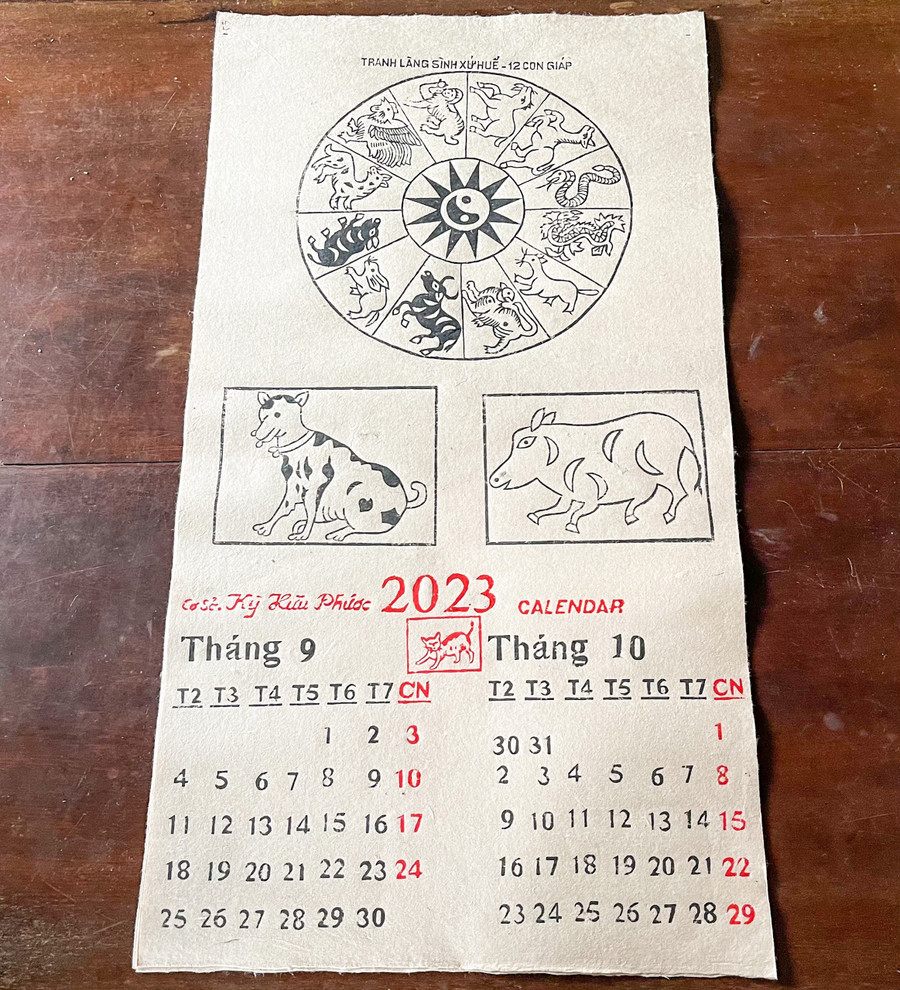 TRANH LÀNG SÌNH XỨ HUẾ - 12 CON GIÁP
Cơ Sở. Kỳ Hữu Phước 2023 CALENDAR
Tháng 9
T2 T3 T4 T5 T6 T7 CN
1 2 3
4 5 6 7 8 9 10
11 12 13 14 15 16 17
18 19 20 21 22 23 24
25 26 27 28 29 30
Tháng 10
T2 T3 T4 T5 T6 T7 CN
30 31 1
2 3 4 5 6 7 8
9 10 11 12 13 14 15
16 17 18 19 20 21 22
23 24 25 26 27 28 29